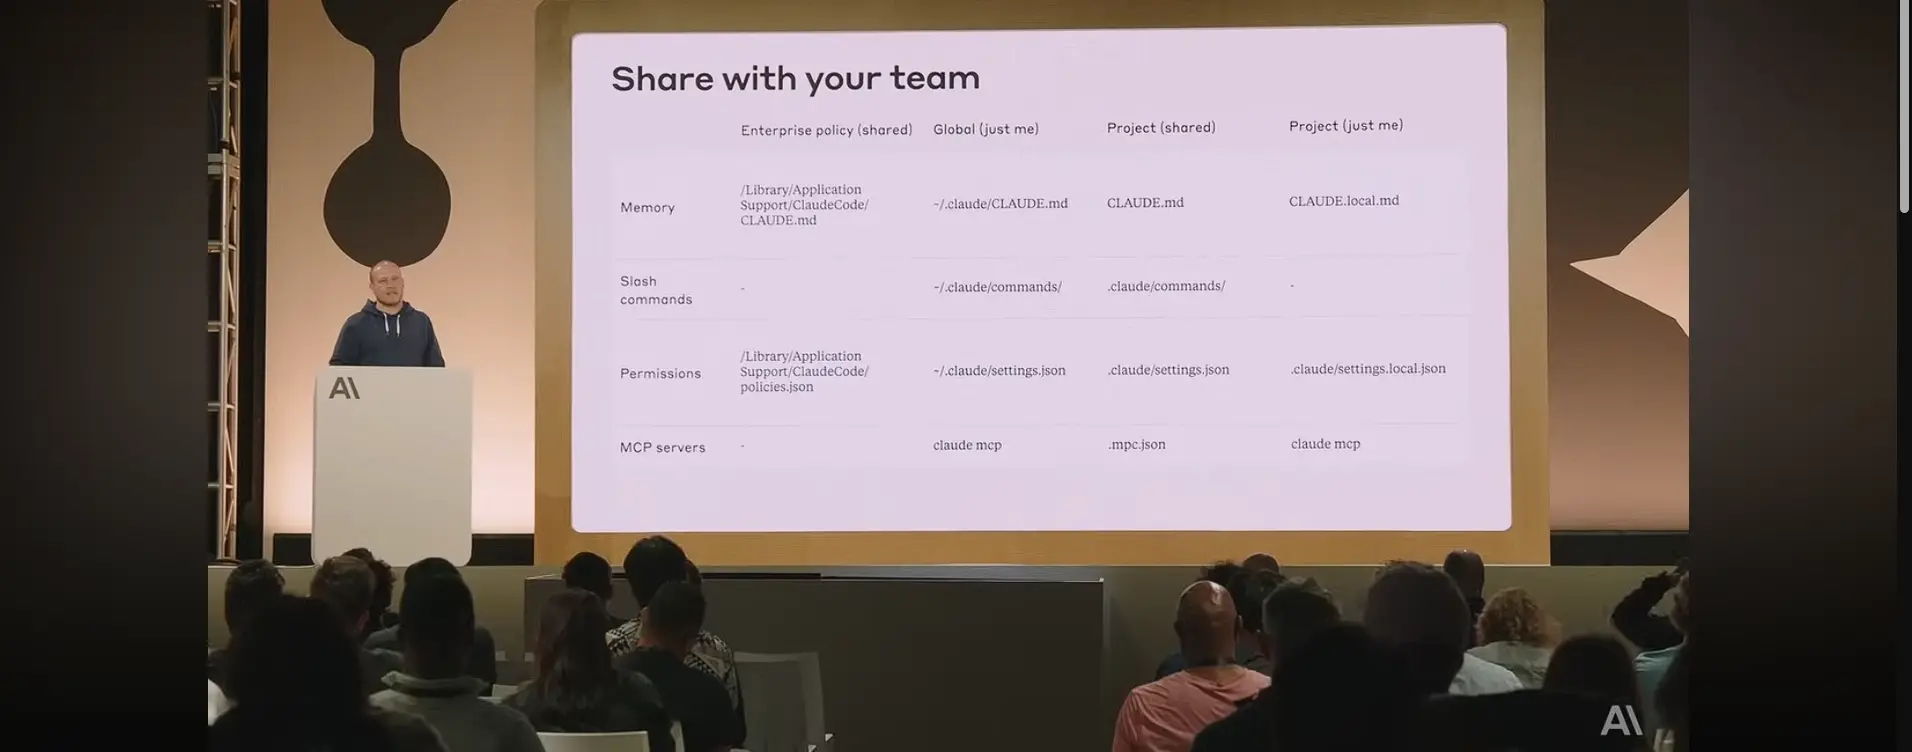 Share with your team
Enterprise policy (shared) Global (just me) Project (shared) Project (just me)
Memory /Library/Application Support/ClaudeCode/ CLAUDE.md ~/.claude/CLAUDE.md CLAUDE.md CLAUDE.local.md
Slash commands - ~/.claude/commands/ .claude/commands/ -
Permissions /Library/Application Support/ClaudeCode/ policies.json ~/.claude/settings.json .claude/settings.json .claude/settings.local.json
MCP servers - claude mcp .mpc.json claude mcp
A\
A\